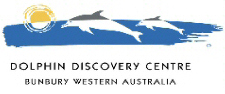 DOLPHIN DISCOVERY CENTRE
BUNBURY WESTERN AUSTRALIA